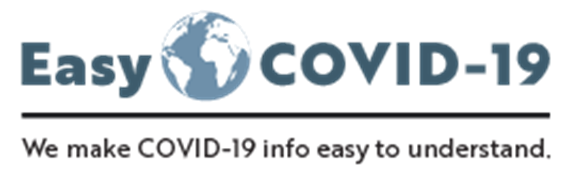 Easy COVID-19
We make COVID-19 info easy to understand.